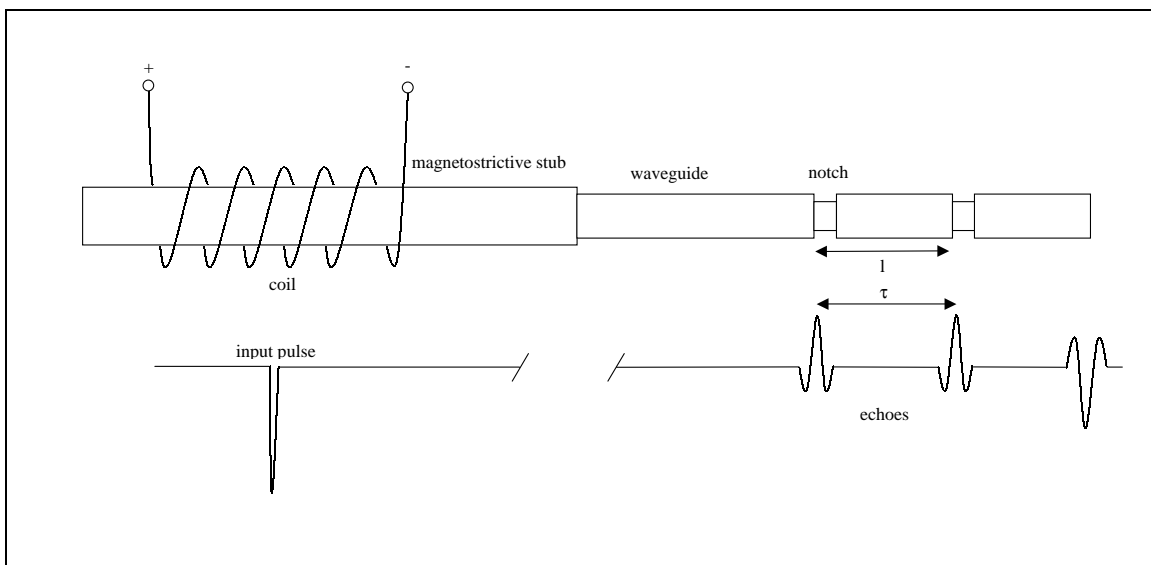 +
-
magnetostrictive stub
waveguide
notch
coil
l
τ
input pulse
echoes